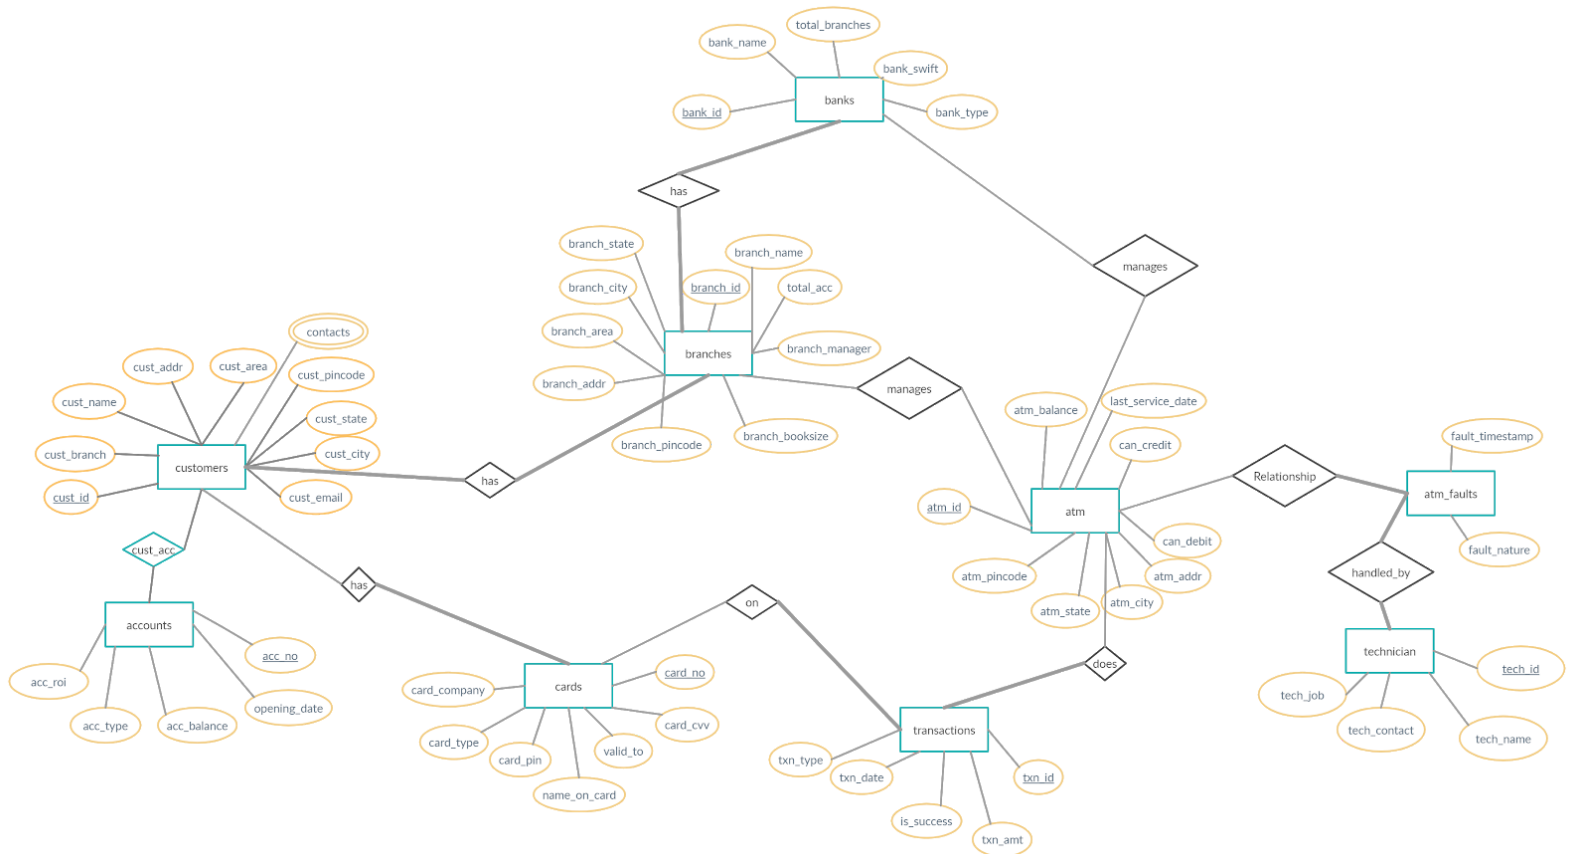 total_branches
bank_name
bank_swift
banks
bank_id
bank_type
has
branch_state
branch_name
manages
branch_city
branch_id
total_acc
contacts
branch_area
branches
branch_manager
cust_addr
cust_area
cust_pincode
branch_addr
manages
cust_name
last_service_date
atm_balance
cust_state
branch_pincode
branch_booksize
can_credit
fault_timestamp
cust_branch
customers
cust_city
has
Relationship
atm_faults
cust_id
cust_email
atm_id
atm
cust_acc
can_debit
fault_nature
has
atm_pincode
atm_addr
handled_by
on
atm_state
atm_city
accounts
acc_no
technician
does
acc_roi
card_company
cards
card_no
tech_id
tech_job
opening_date
acc_type
acc_balance
card_type
card_cvv
transactions
tech_contact
tech_name
card_pin
valid_to
txn_type
txn_date
txn_id
name_on_card
is_success
txn_amt